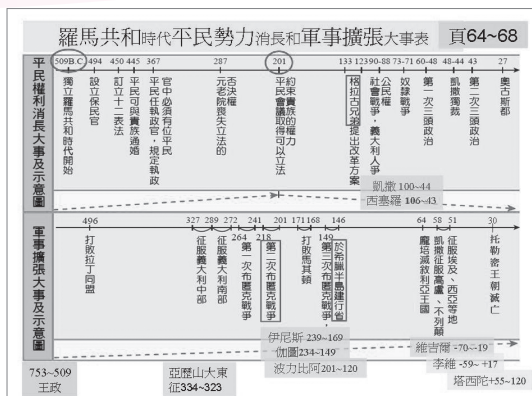 羅馬共和時代平民勢力消長和軍事擴張大事表 頁64~68
平民權利消長大事及示意圖
509B.C 494 450 445 367 287 201 133 123 90-88 73-71 60-48 48-44 43 27
獨立羅馬共和時代開始
設立保民官
訂立十二表法
平民可與貴族通婚
平民任執政官，規定執政
官中必須有位平民
元老院喪失立法的
否決權
平民會議取得可以立法
約束貴族的權力
格拉古兄弟提出改革方案
社會戰爭，義大利人爭
公民權
奴隸戰爭
第一次三頭政治
凱撒獨裁
第二次三頭政治
奧古斯都
凱撒 100~44
西塞羅 106~43
軍事擴張大事及示意圖
496 327 289 272 241 201 171 168 146 64 58 51 30
264 218 149
打敗拉丁同盟
征服義大利中部
征服義大利南部
第一次布匿克戰爭
第二次布匿克戰爭
打敗馬其頓
第三次布匿克戰爭，
於希臘半島建行省
龐培滅敘利亞王國
凱撒征服高盧、不列顛
征服埃及、西亞等地
托勒密王朝滅亡
伊尼斯 239~169
伽圖234~149
波力比阿201~120
維吉爾 -70~-19
李維 -59~ +17
塔西陀+55~120
753~509
王政
亞歷山大東
征334~323